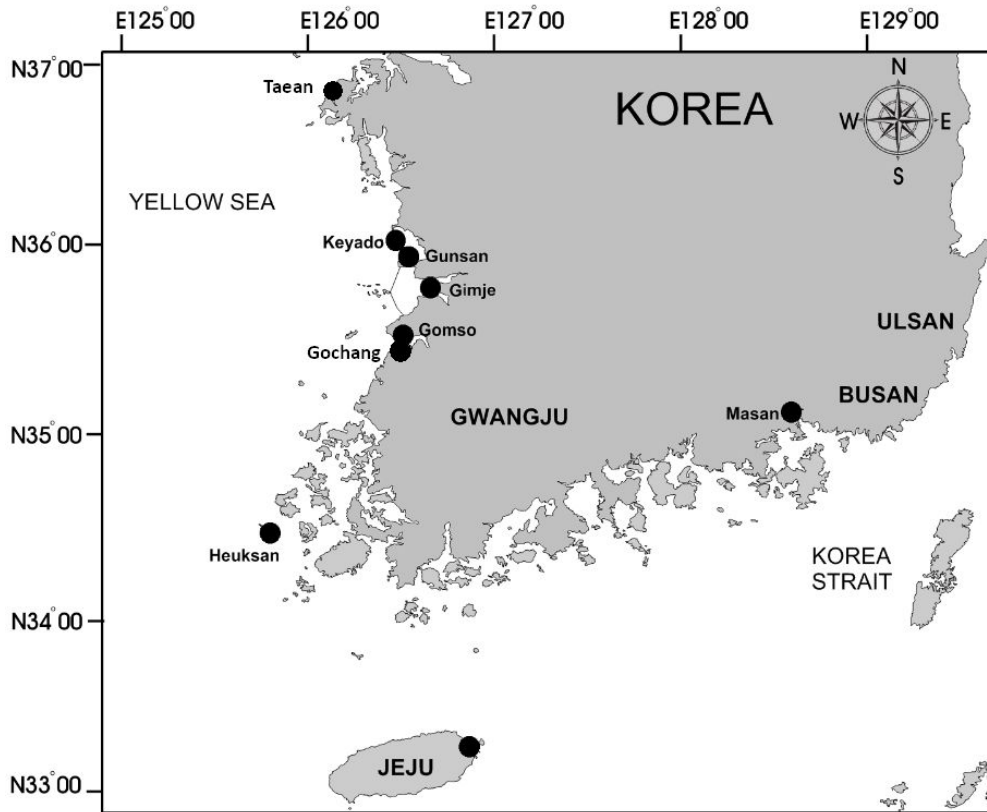 E125°00 E126°00 E127°00 E128°00 E129°00
N37°00
Taean
KOREA
N
W E
S
YELLOW SEA
Keyado
N36°00
Gunsan
Gimje
ULSAN
Gomso
Gochang
BUSAN
Masan
GWANGJU
N35°00
Heuksan
KOREA
STRAIT
N34°00
JEJU
N33°00